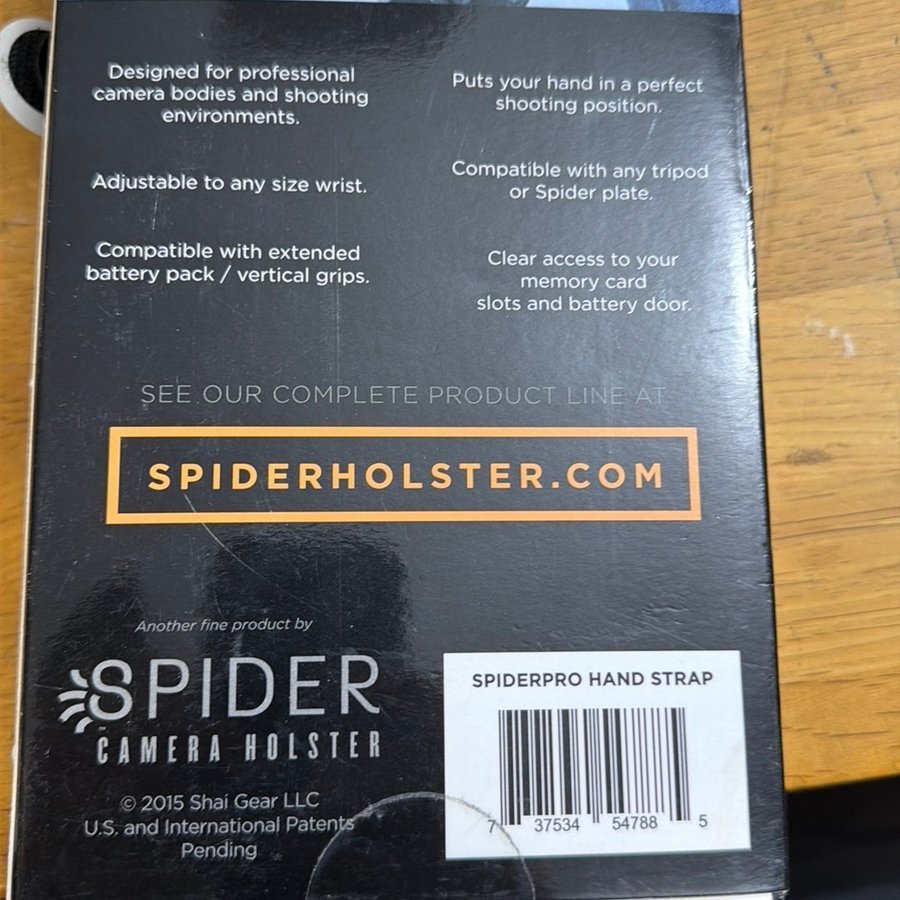 Designed for professional
camera bodies and shooting
environments.
Adjustable to any size wrist.
Compatible with extended
battery pack / vertical grips.
Puts your hand in a perfect
shooting position.
Compatible with any tripod
or Spider plate.
Clear access to your
memory card
slots and battery door.
SEE OUR COMPLETE PRODUCT LINE AT
SPIDERHOLSTER.COM
Another fine product by
SPIDER
CAMERA HOLSTER
© 2015 Shai Gear LLC
U.S. and International Patents
Pending
SPIDERPRO HAND STRAP
7 37534 54788 5